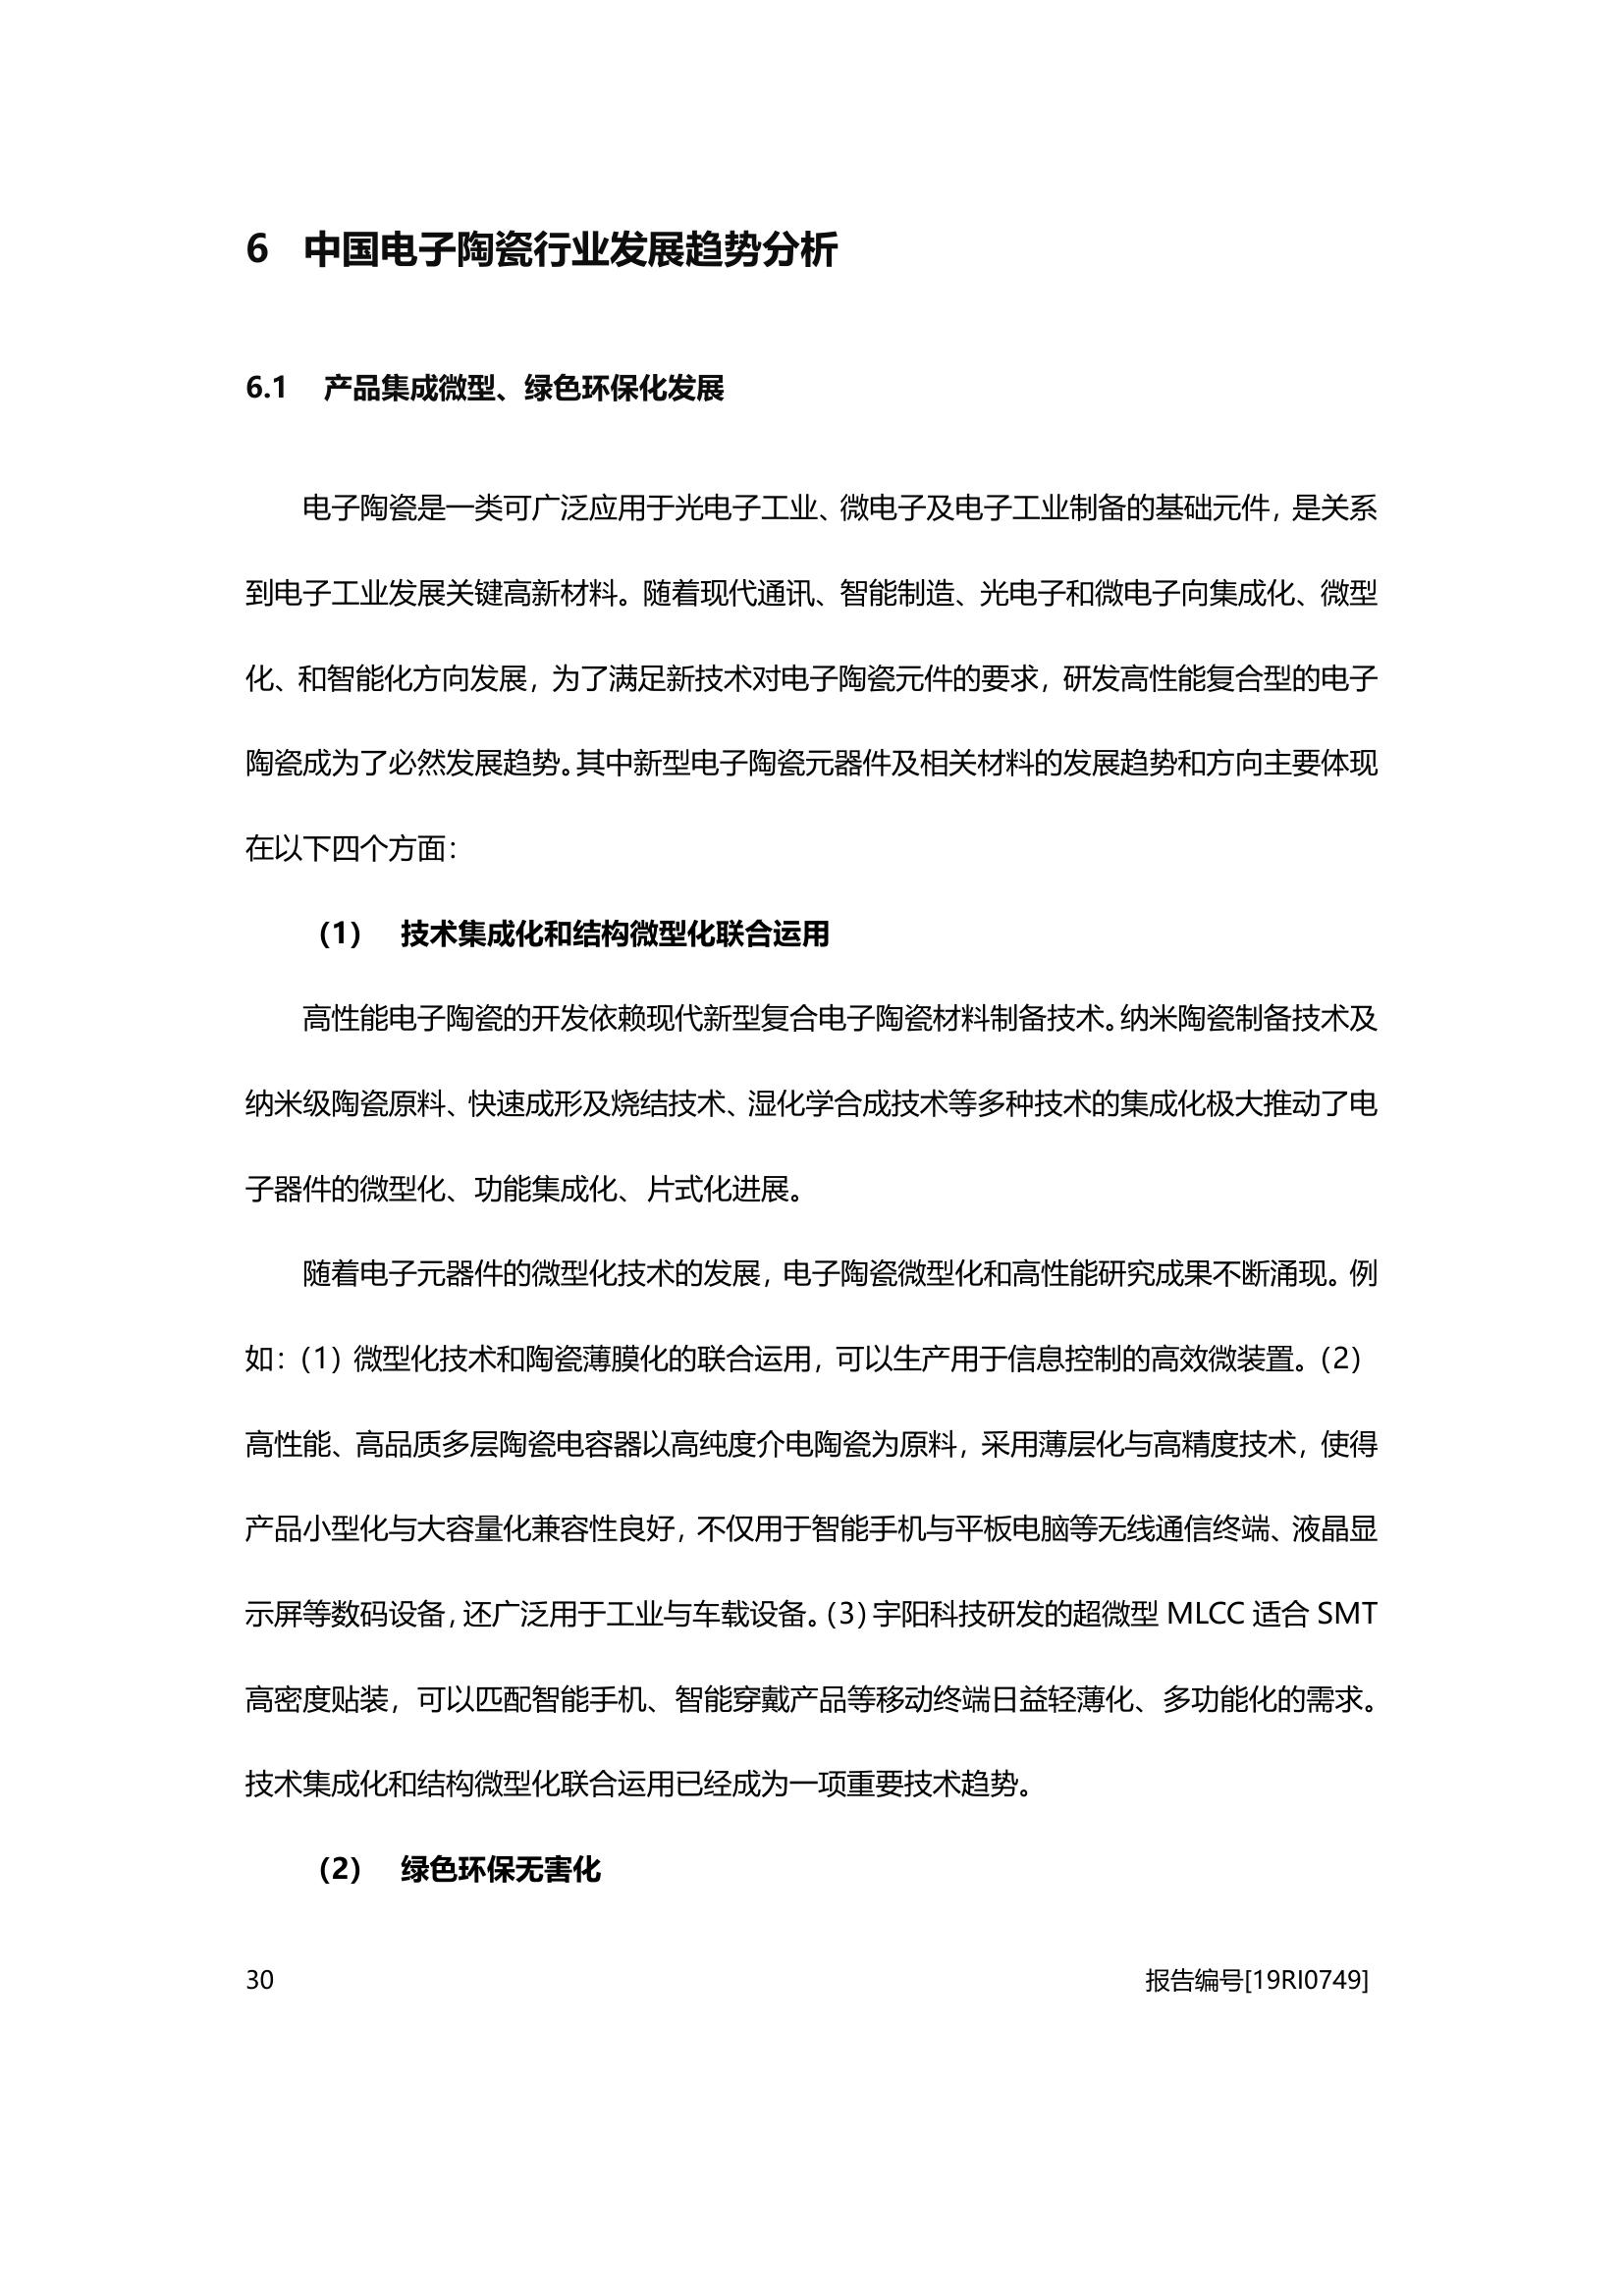 6 中国电子陶瓷行业发展趋势分析
6.1 产品集成微型、绿色环保化发展
电子陶瓷是一类可广泛应用于光电子工业、微电子及电子工业制备的基础元件，是关系
到电子工业发展关键高新材料。随着现代通讯、智能制造、光电子和微电子向集成化、微型
化、和智能化方向发展，为了满足新技术对电子陶瓷元件的要求，研发高性能复合型的电子
陶瓷成为了必然发展趋势。其中新型电子陶瓷元器件及相关材料的发展趋势和方向主要体现
在以下四个方面：
（1） 技术集成化和结构微型化联合运用
高性能电子陶瓷的开发依赖现代新型复合电子陶瓷材料制备技术。纳米陶瓷制备技术及
纳米级陶瓷原料、快速成形及烧结技术、湿化学合成技术等多种技术的集成化极大推动了电
子器件的微型化、功能集成化、片式化进展。
随着电子元器件的微型化技术的发展，电子陶瓷微型化和高性能研究成果不断涌现。例
如：（1）微型化技术和陶瓷薄膜化的联合运用，可以生产用于信息控制的高效微装置。（2）
高性能、高品质多层陶瓷电容器以高纯度介电陶瓷为原料，采用薄层化与高精度技术，使得
产品小型化与大容量化兼容性良好，不仅用于智能手机与平板电脑等无线通信终端、液晶显
示屏等数码设备，还广泛用于工业与车载设备。（3）宇阳科技研发的超微型 MLCC 适合 SMT
高密度贴装，可以匹配智能手机、智能穿戴产品等移动终端日益轻薄化、多功能化的需求。
技术集成化和结构微型化联合运用已经成为一项重要技术趋势。
（2） 绿色环保无害化
30 报告编号[19RI0749]